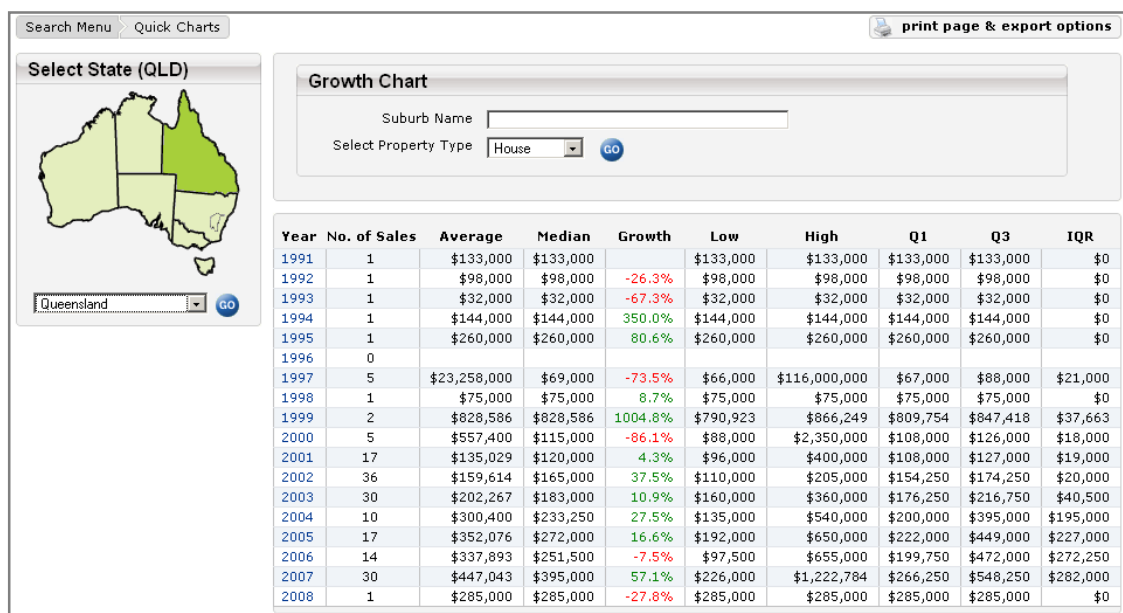 Search Menu Quick Charts
print page & export options
Select State (QLD)
Queensland GO
Growth Chart
Suburb Name
Select Property Type House GO
Year No. of Sales Average Median Growth Low High Q1 Q3 IQR
1991 1 $133,000 $133,000 $133,000 $133,000 $133,000 $133,000 $0
1992 1 $98,000 $98,000 -26.3% $98,000 $98,000 $98,000 $98,000 $0
1993 1 $32,000 $32,000 -67.3% $32,000 $32,000 $32,000 $32,000 $0
1994 1 $144,000 $144,000 350.0% $144,000 $144,000 $144,000 $144,000 $0
1995 1 $260,000 $260,000 80.6% $260,000 $260,000 $260,000 $260,000 $0
1996 0
1997 5 $23,258,000 $69,000 -73.5% $66,000 $116,000,000 $67,000 $88,000 $21,000
1998 1 $75,000 $75,000 8.7% $75,000 $75,000 $75,000 $75,000 $0
1999 2 $828,586 $828,586 1004.8% $790,923 $866,249 $809,754 $847,418 $37,663
2000 5 $557,400 $115,000 -86.1% $88,000 $2,350,000 $108,000 $126,000 $18,000
2001 17 $135,029 $120,000 4.3% $96,000 $400,000 $108,000 $127,000 $19,000
2002 36 $159,614 $165,000 37.5% $110,000 $205,000 $154,250 $174,250 $20,000
2003 30 $202,267 $183,000 10.9% $160,000 $360,000 $176,250 $216,750 $40,500
2004 10 $300,400 $233,250 27.5% $135,000 $540,000 $200,000 $395,000 $195,000
2005 17 $352,076 $272,000 16.6% $192,000 $650,000 $222,000 $449,000 $227,000
2006 14 $337,893 $251,500 -7.5% $97,500 $655,000 $199,750 $472,000 $272,250
2007 30 $447,043 $395,000 57.1% $226,000 $1,222,784 $266,250 $548,250 $282,000
2008 1 $285,000 $285,000 -27.8% $285,000 $285,000 $285,000 $285,000 $0